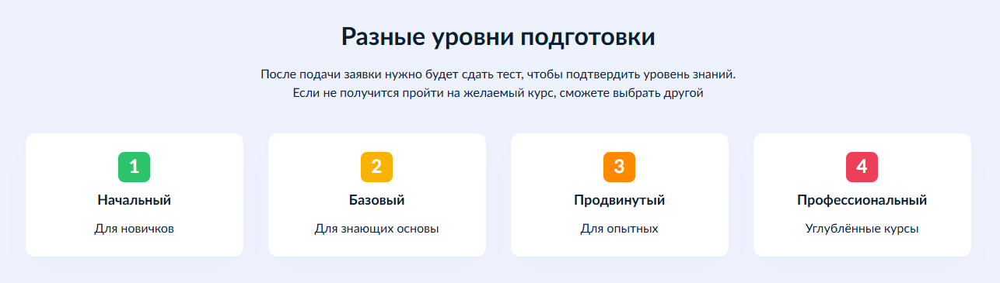 Разные уровни подготовки
После подачи заявки нужно будет сдать тест, чтобы подтвердить уровень знаний.
Если не получится пройти на желаемый курс, сможете выбрать другой
1
Начальный
Для новичков
2
Базовый
Для знающих основы
3
Продвинутый
Для опытных
4
Профессиональный
Углублённые курсы